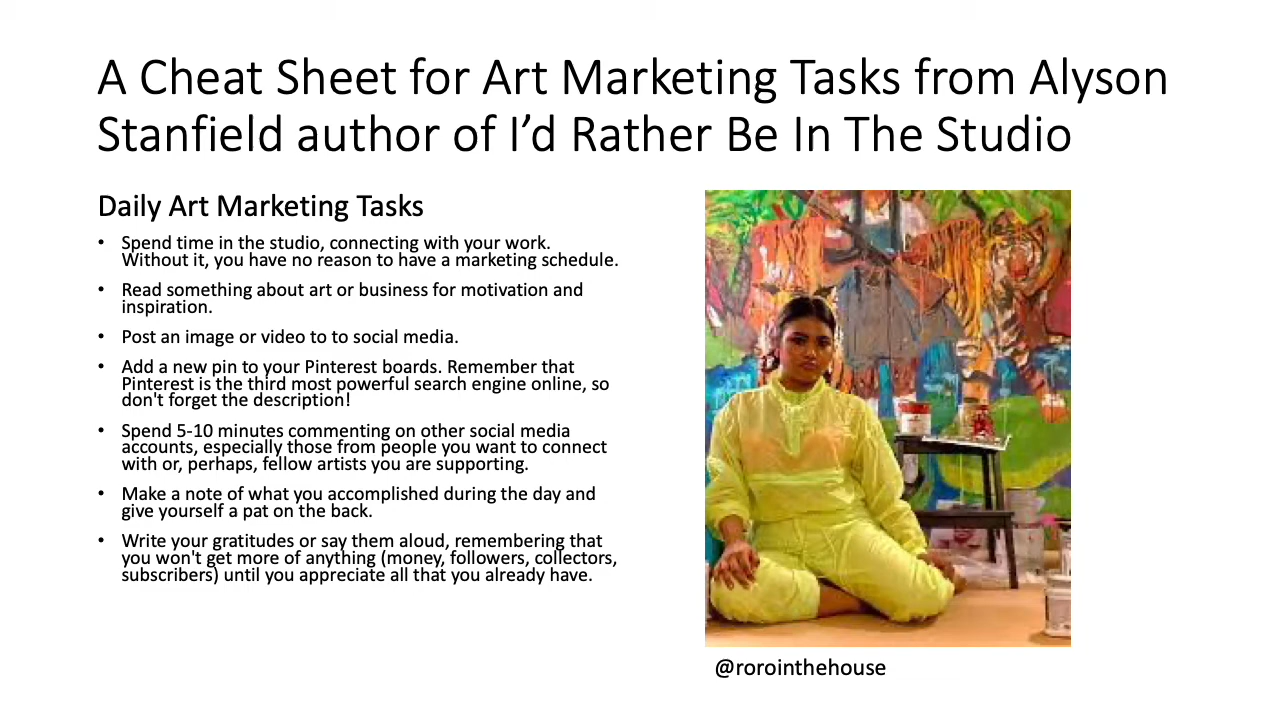 A Cheat Sheet for Art Marketing Tasks from Alyson
Stanfield author of I’d Rather Be In The Studio
Daily Art Marketing Tasks
• Spend time in the studio, connecting with your work.
Without it, you have no reason to have a marketing schedule.
• Read something about art or business for motivation and
inspiration.
• Post an image or video to to social media.
• Add a new pin to your Pinterest boards. Remember that
Pinterest is the third most powerful search engine online, so
don't forget the description!
• Spend 5-10 minutes commenting on other social media
accounts, especially those from people you want to connect
with or, perhaps, fellow artists you are supporting.
• Make a note of what you accomplished during the day and
give yourself a pat on the back.
• Write your gratitudes or say them aloud, remembering that
you won't get more of anything (money, followers, collectors,
subscribers) until you appreciate all that you already have.
@rorointhehouse